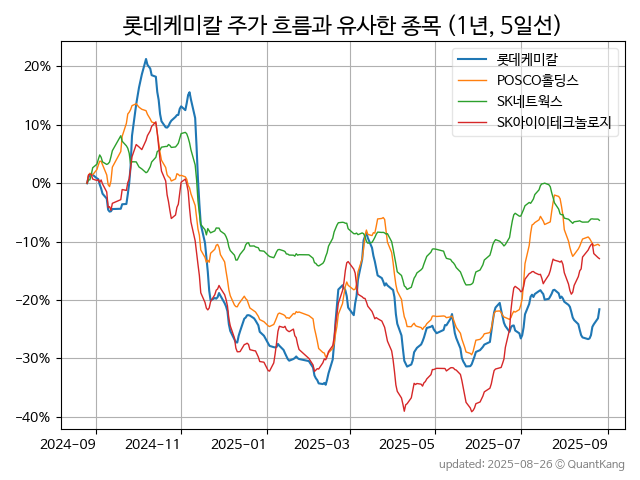 롯데케미칼 주가 흐름과 유사한 종목 (1년, 5일선)
롯데케미칼
POSCO홀딩스
SK네트웍스
SK아이이테크놀로지
20%
10%
0%
−10%
−20%
−30%
−40%
2024-09 2024-11 2025-01 2025-03 2025-05 2025-07 2025-09
updated: 2025-08-26 © QuantKang